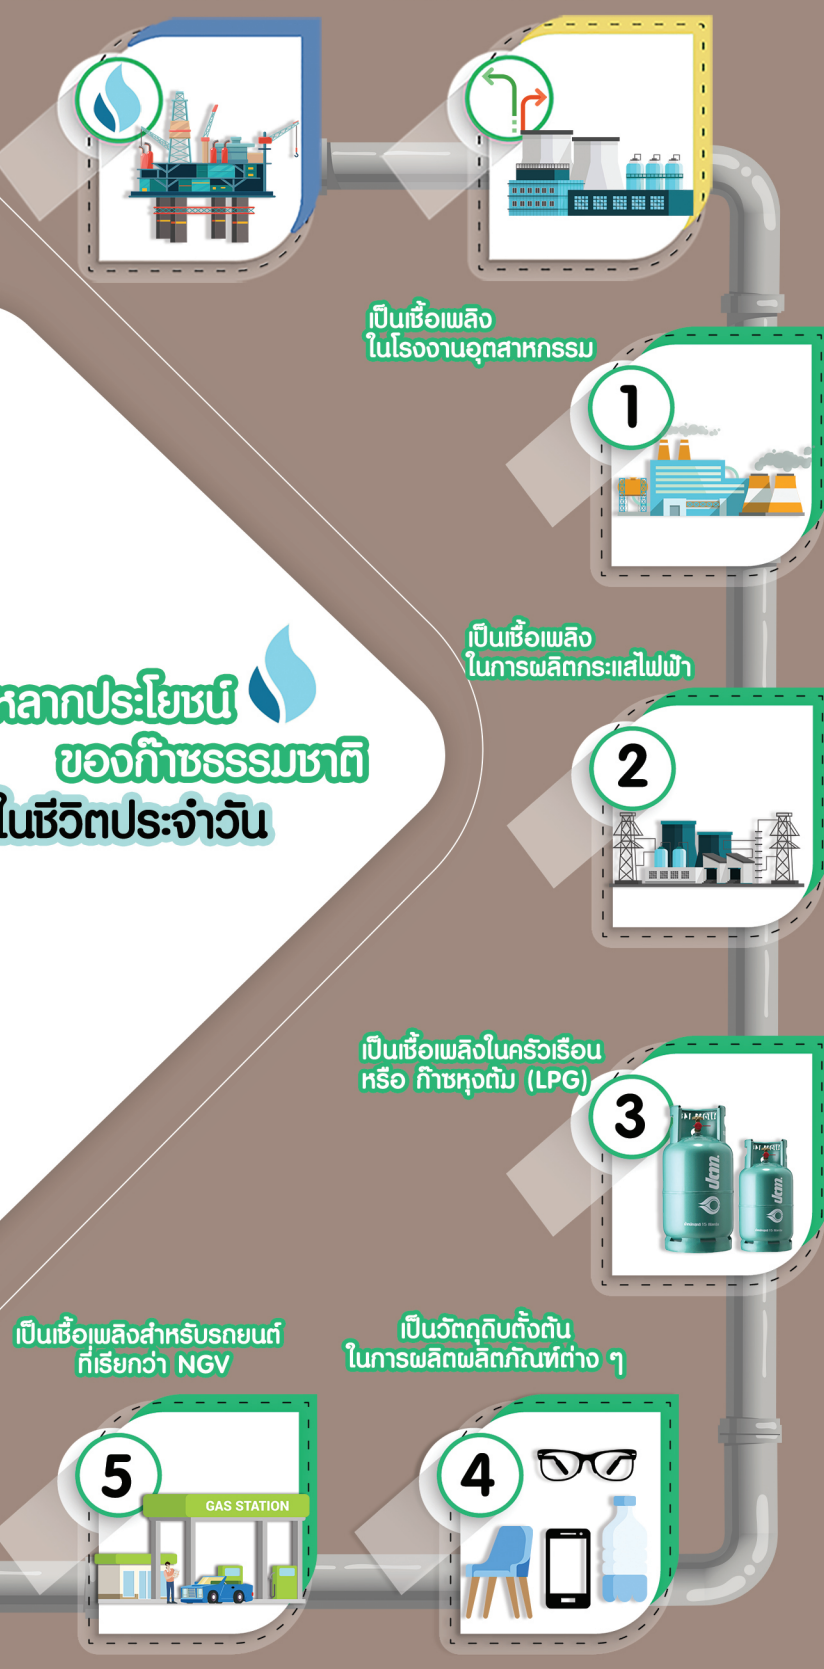 เป็นเชื้อเพลิง
ในโรงงานอุตสาหกรรม
1
เป็นเชื้อเพลิง
ในการผลิตกระแสไฟฟ้า
2
หลากประโยชน์
ของก๊าซธรรมชาติ
ในชีวิตประจำวัน
เป็นเชื้อเพลิงในครัวเรือน
หรือ ก๊าซหุงต้ม (LPG)
3
ปตท.
ปตท.
เป็นวัตถุดิบตั้งต้น
ในการผลิตผลิตภัณฑ์ต่าง ๆ
4
เป็นเชื้อเพลิงสำหรับรถยนต์
ที่เรียกว่า NGV
5
GAS STATION